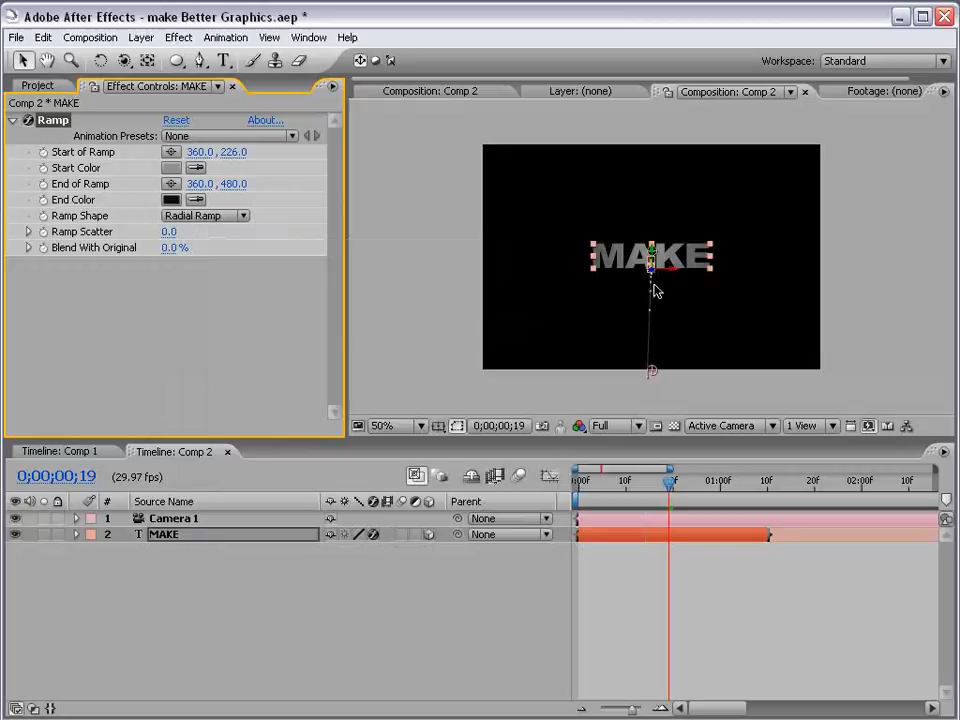 Adobe After Effects - make Better Graphics.aep *
File Edit Composition Layer Effect Animation View Window Help
Workspace: Standard
Project Effect Controls: MAKE
Composition: Comp 2 Layer: (none) Composition: Comp 2 Footage: (none)
Comp 2 * MAKE
Ramp Reset About...
Animation Presets: None
Start of Ramp 360.0 , 226.0
Start Color
End of Ramp 360.0 , 480.0
End Color
Ramp Shape Radial Ramp
Ramp Scatter 0.0
Blend With Original 0.0 %
MAKE
50% 0;00;00;19 Full Active Camera 1 View
Timeline: Comp 1 Timeline: Comp 2
0;00;00;19 (29.97 fps)
10f 01:00f 10f 02:00f 10f
# Source Name Parent
1 Camera 1 None
2 T MAKE None